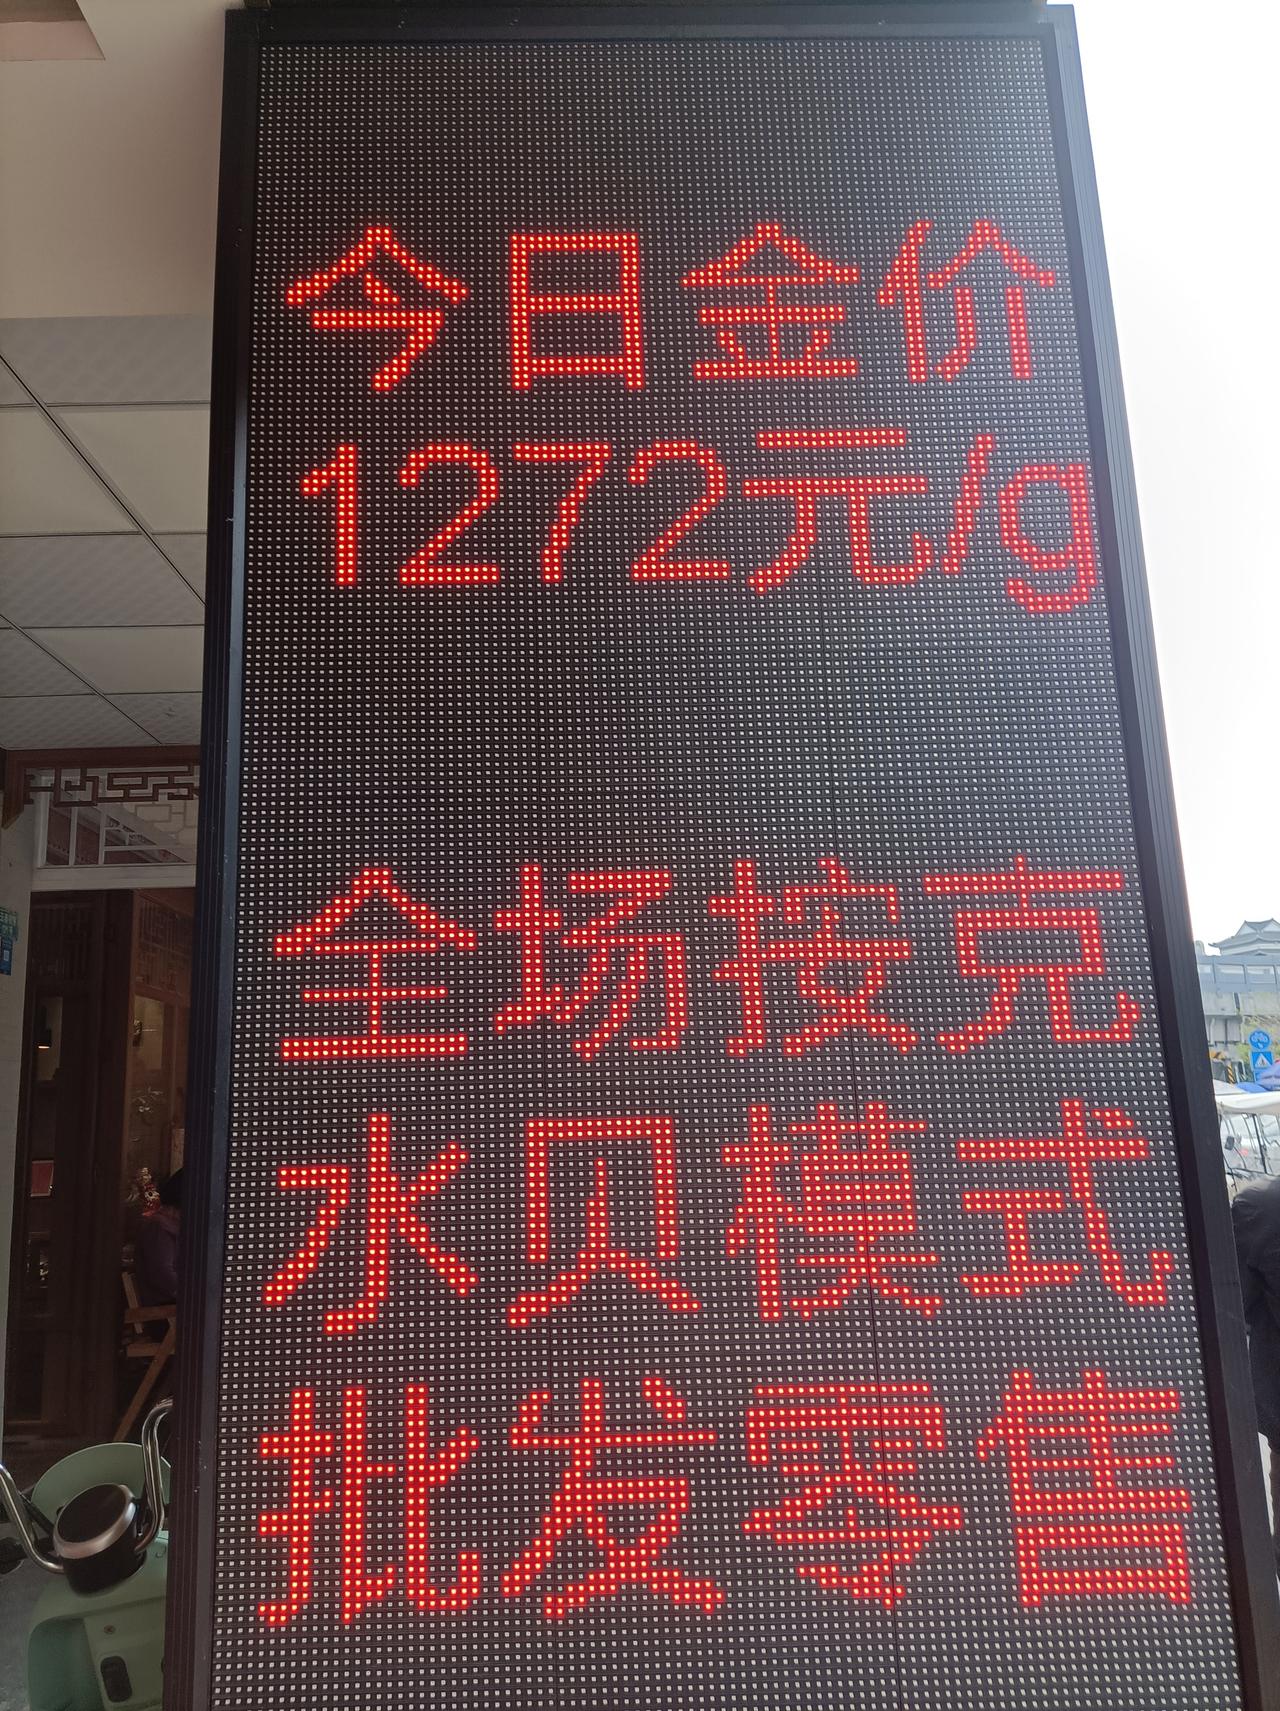 今日金价
1272元/g
全场按克
水贝模式
批发零售